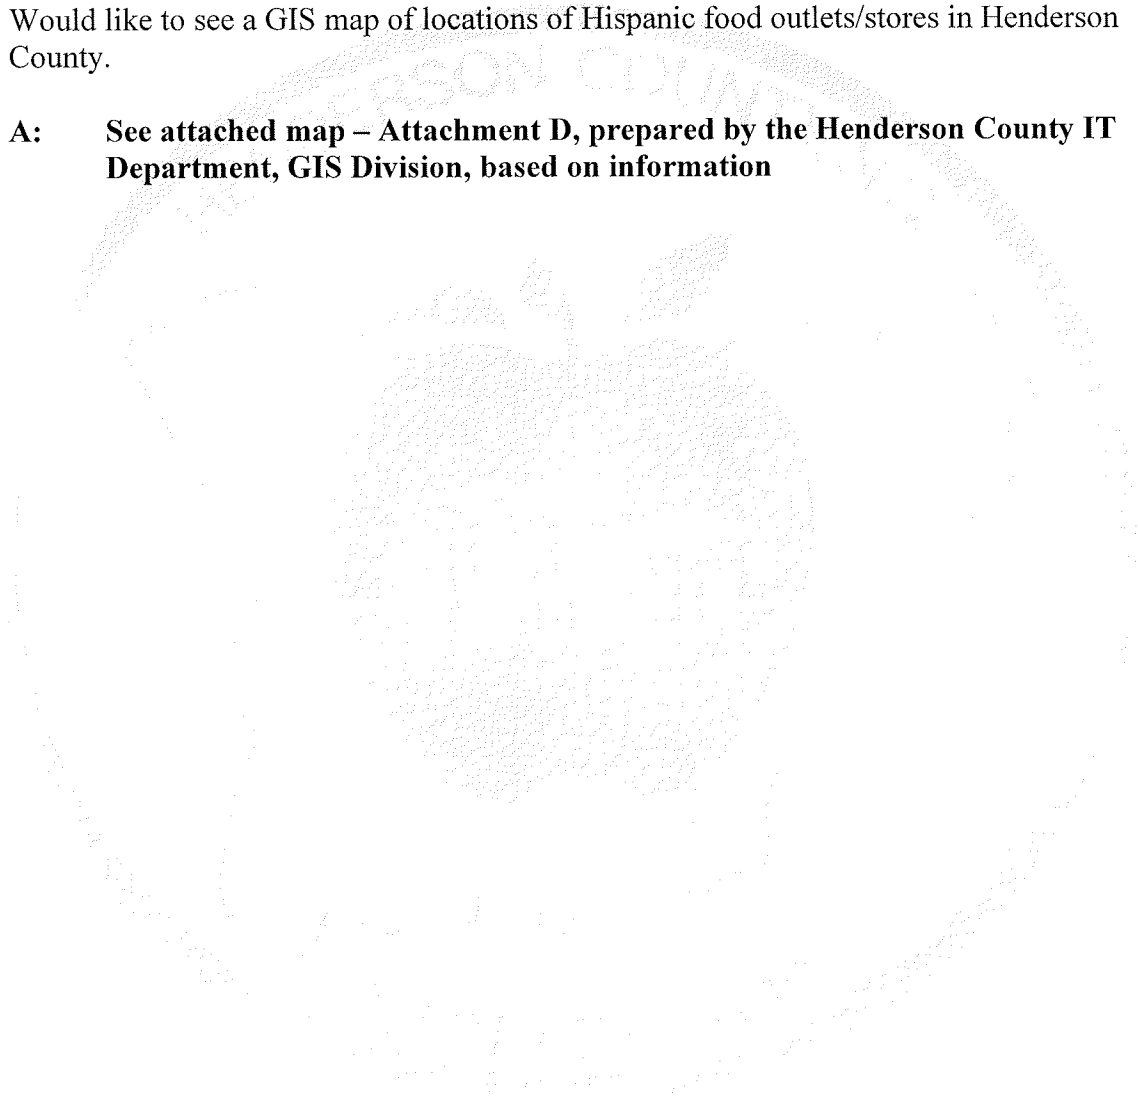 Would like to see a GIS map of locations of Hispanic food outlets/stores in Henderson
County.
A: See attached map – Attachment D, prepared by the Henderson County IT
Department, GIS Division, based on information